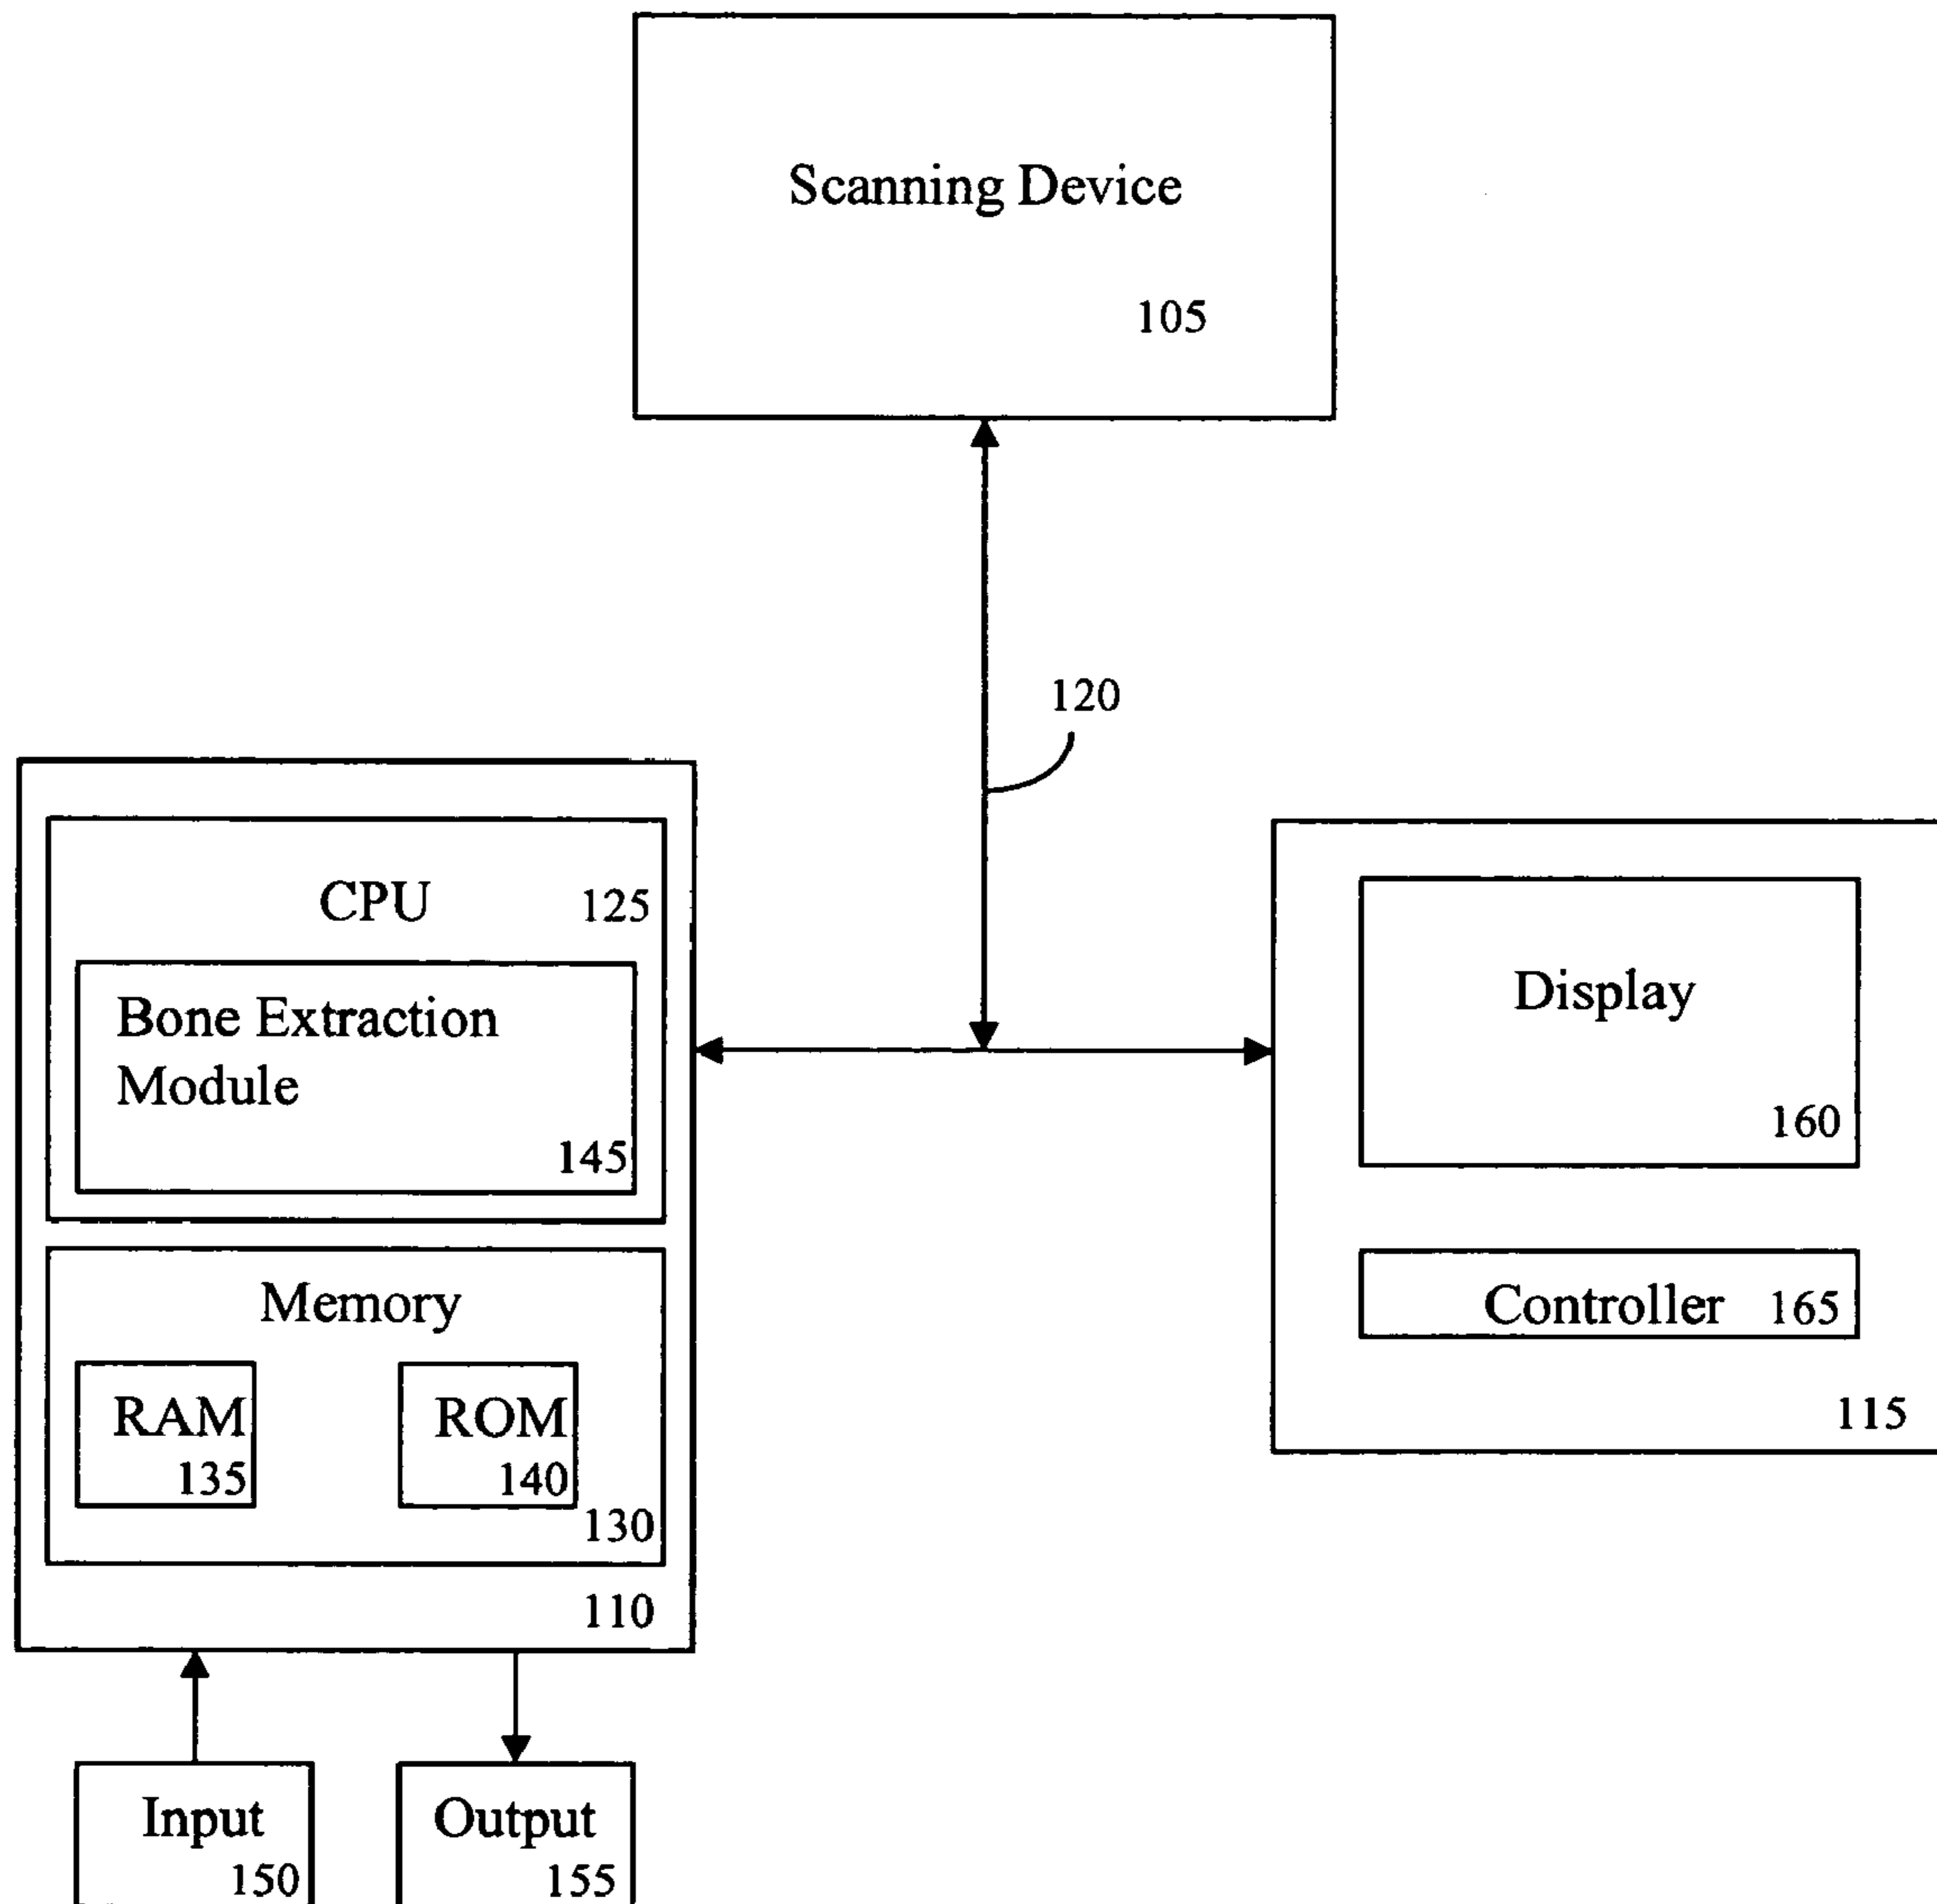 Scanning Device
105
120
CPU 125
Bone Extraction
Module
145
Memory
RAM
135
ROM
140
130
110
Input
150
Output
155
Display
160
Controller 165
115